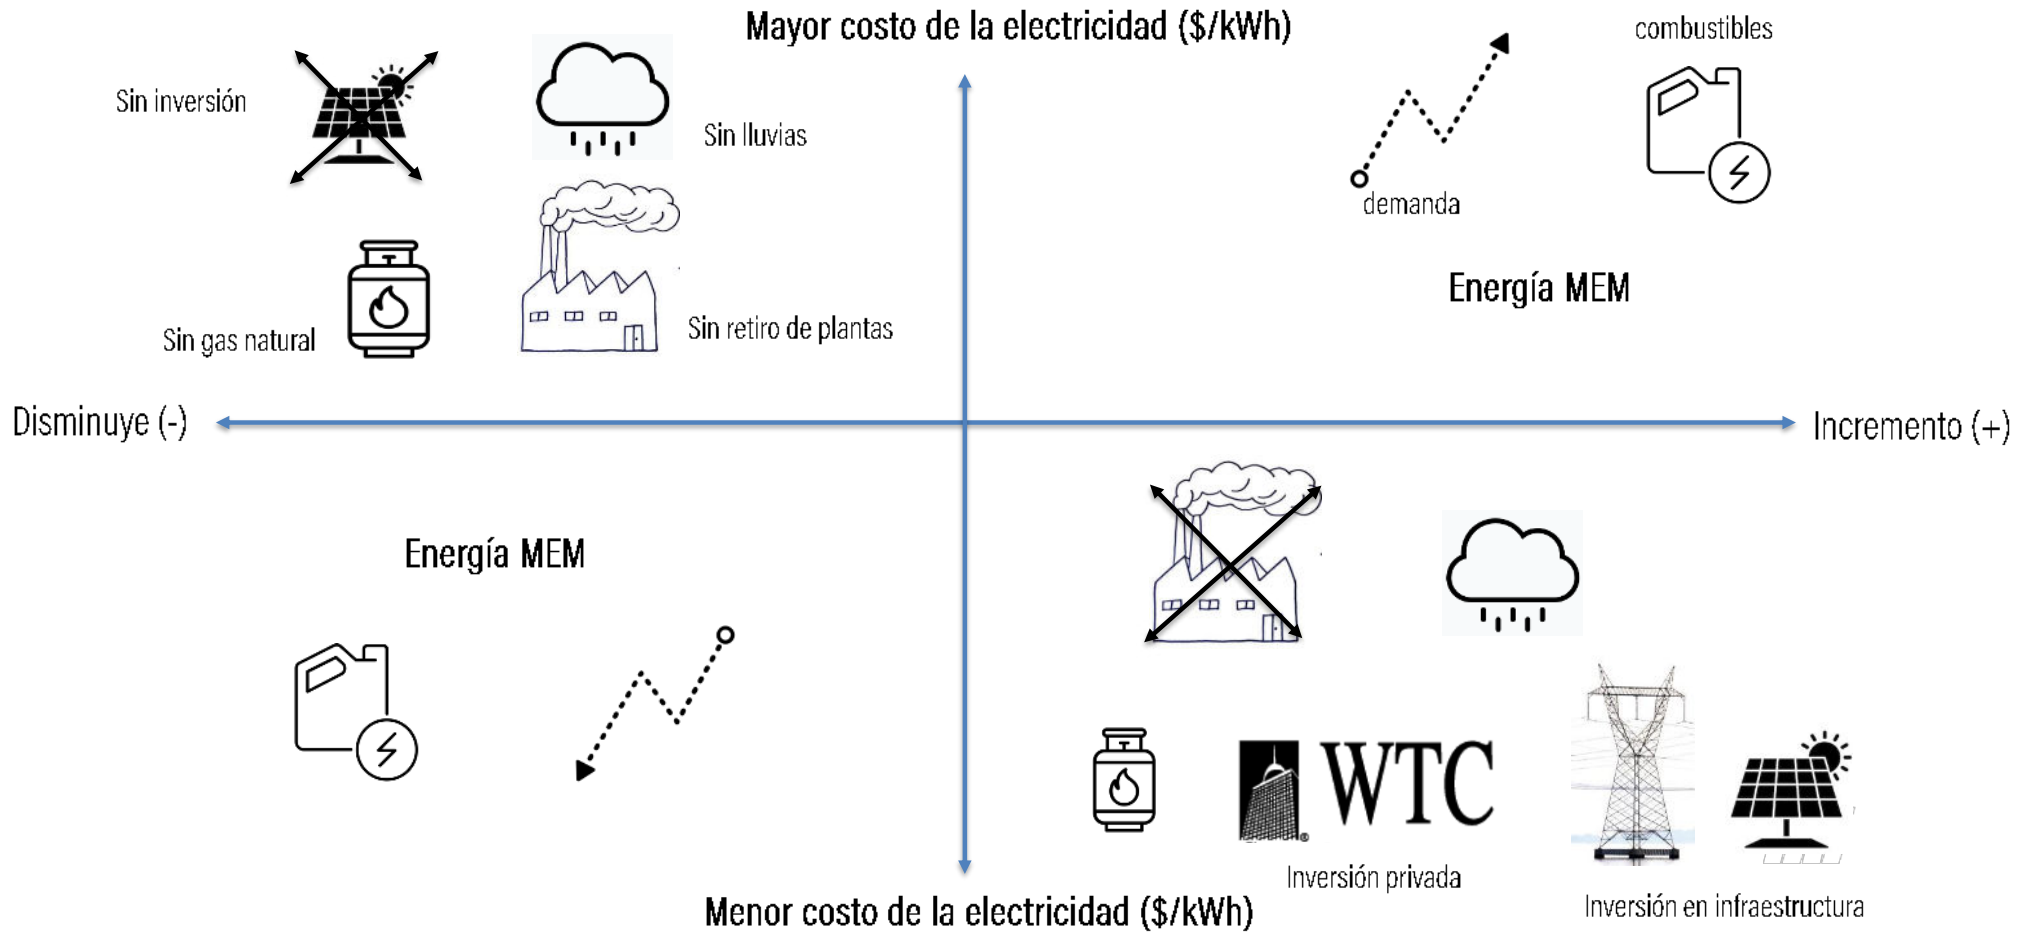 Mayor costo de la electricidad ($/kWh)
combustibles
Sin inversión
Sin lluvias
demanda
Energía MEM
Sin gas natural
Sin retiro de plantas
Disminuye (-)
Incremento (+)
Energía MEM
WTC
®
Inversión privada
Inversión en infraestructura
Menor costo de la electricidad ($/kWh)